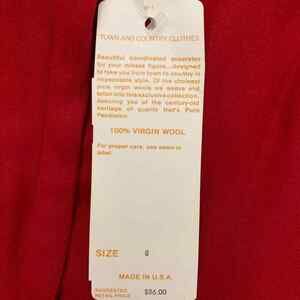 TOWN AND COUNTRY CLOTHES
Beautiful coordinated separates
for your misses figure...designed
to take you from town to country in
impeccable style. Of the choicest
pure virgin wool we weave and
tailor into this exclusive collection.
Assuring you of the century-old
heritage of quality that's Pure
Pendleton.
100% VIRGIN WOOL
For proper care, see sewn in
label.
SIZE 8
MADE IN U.S.A.
SUGGESTED
RETAIL PRICE $86.00